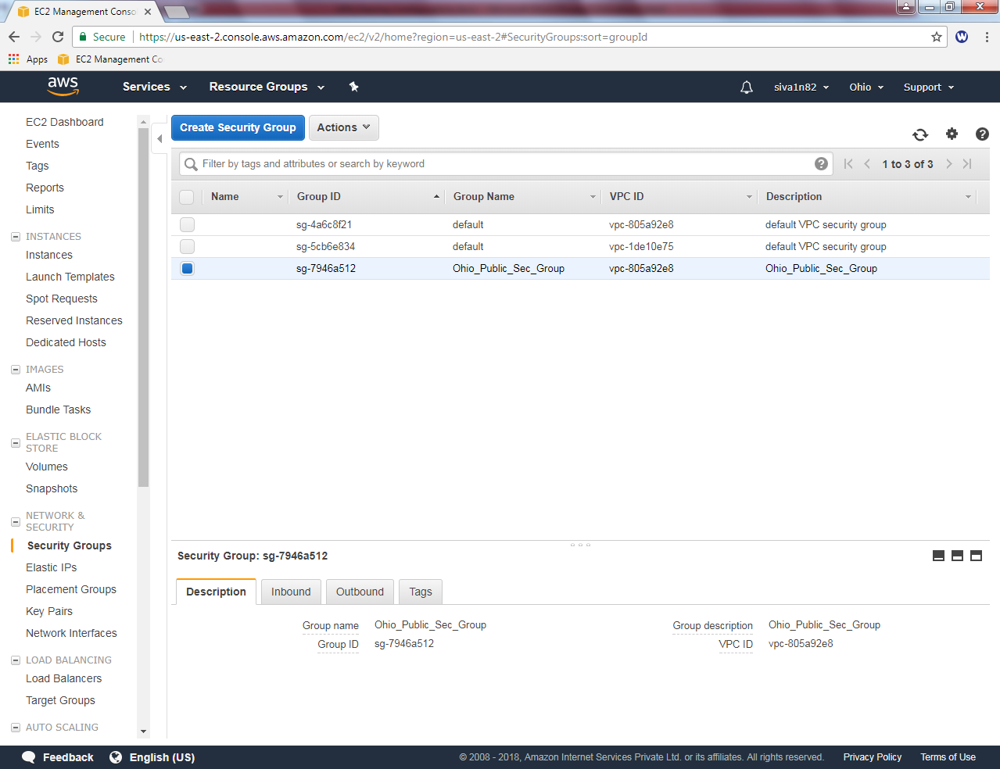 EC2 Management Conso
Secure https://us-east-2.console.aws.amazon.com/ec2/v2/home?region=us-east-2#SecurityGroups:sort=groupId
Apps EC2 Management Co
aws Services Resource Groups siva1n82 Ohio Support
EC2 Dashboard
Events
Tags
Reports
Limits
INSTANCES
Instances
Launch Templates
Spot Requests
Reserved Instances
Dedicated Hosts
IMAGES
AMIs
Bundle Tasks
ELASTIC BLOCK
STORE
Volumes
Snapshots
NETWORK &
SECURITY
Security Groups
Elastic IPs
Placement Groups
Key Pairs
Network Interfaces
LOAD BALANCING
Load Balancers
Target Groups
AUTO SCALING
Create Security Group Actions
Filter by tags and attributes or search by keyword 1 to 3 of 3
Name Group ID Group Name VPC ID Description
sg-4a6c8f21 default vpc-805a92e8 default VPC security group
sg-5cb6e834 default vpc-1de10e75 default VPC security group
sg-7946a512 Ohio_Public_Sec_Group vpc-805a92e8 Ohio_Public_Sec_Group
Security Group: sg-7946a512
Description Inbound Outbound Tags
Group name Ohio_Public_Sec_Group Group description Ohio_Public_Sec_Group
Group ID sg-7946a512 VPC ID vpc-805a92e8
Feedback English (US) © 2008 - 2018, Amazon Internet Services Private Ltd. or its affiliates. All rights reserved. Privacy Policy Terms of Use